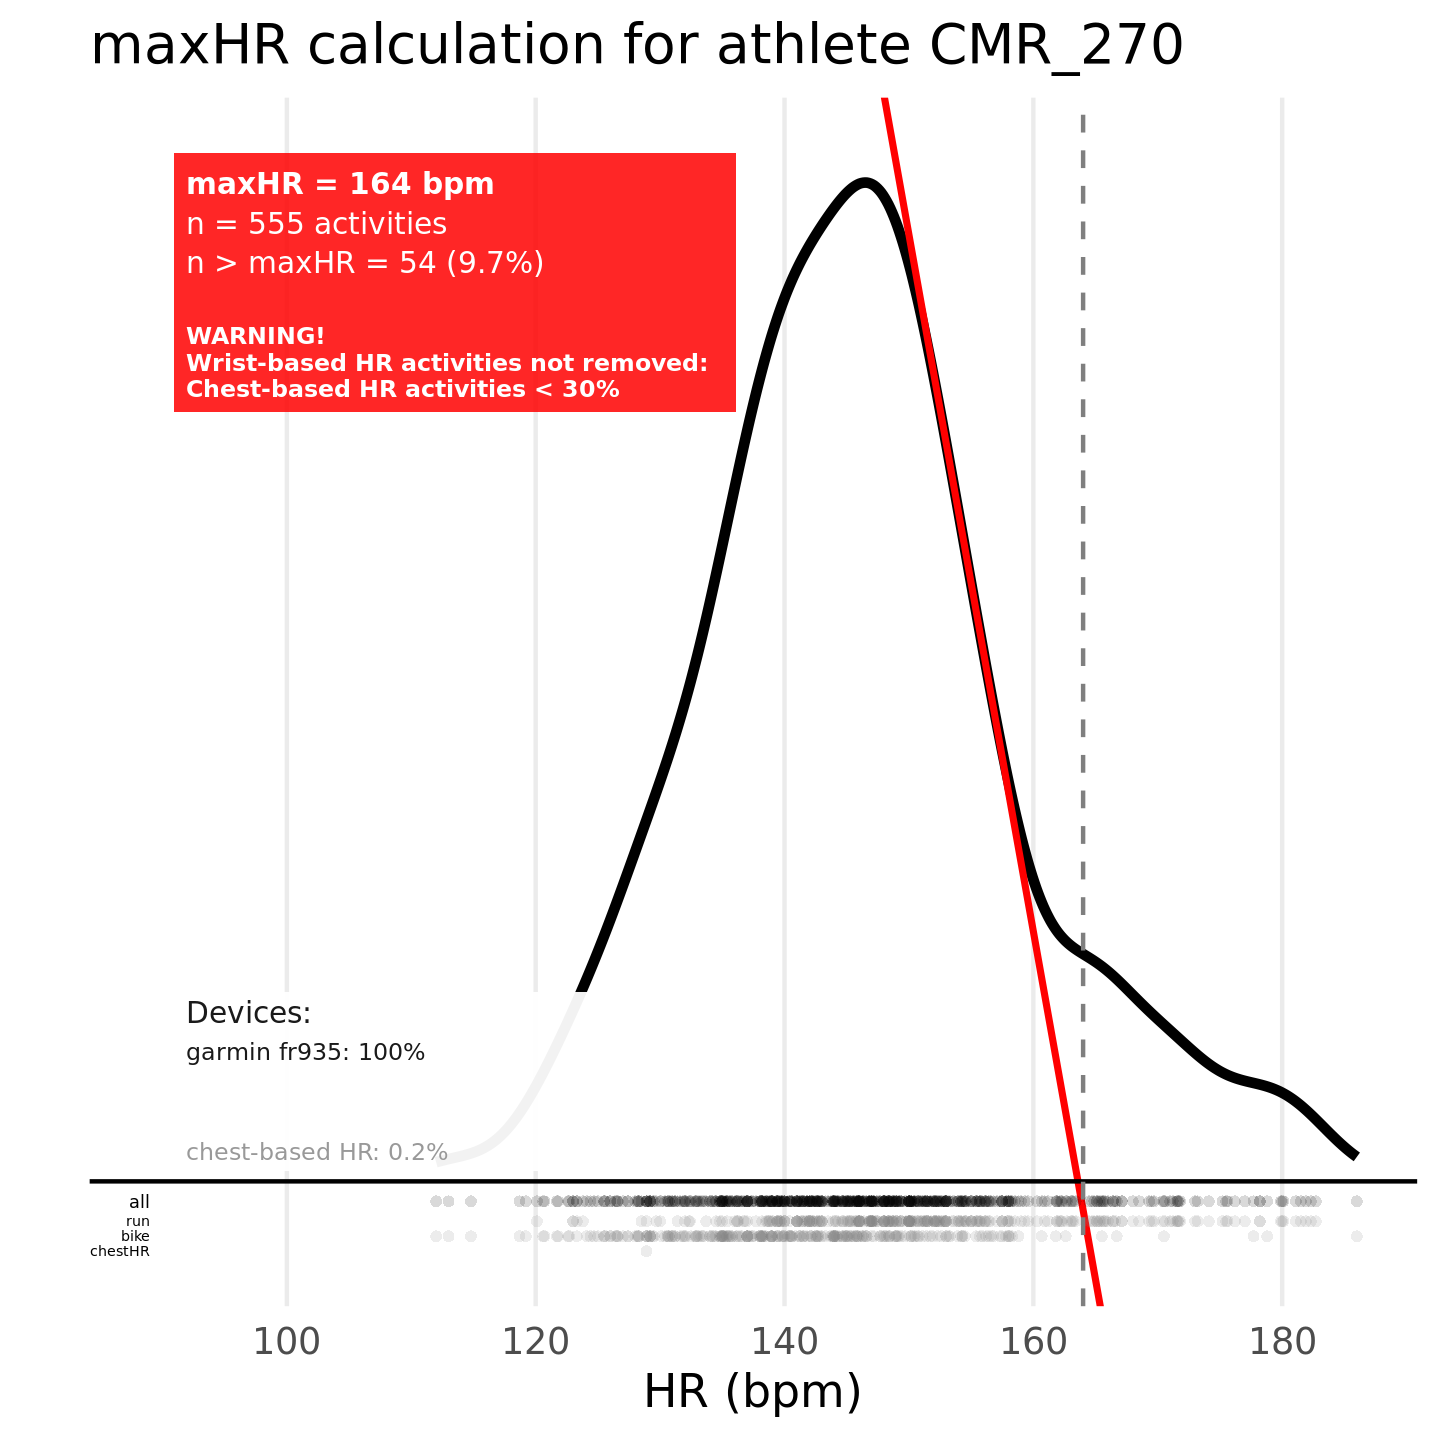 maxHR calculation for athlete CMR_270
maxHR = 164 bpm
n = 555 activities
n > maxHR = 54 (9.7%)
WARNING!
Wrist-based HR activities not removed:
Chest-based HR activities < 30%
Devices:
garmin fr935: 100%
chest-based HR: 0.2%
all
run
bike
chestHR
100 120 140 160 180
HR (bpm)